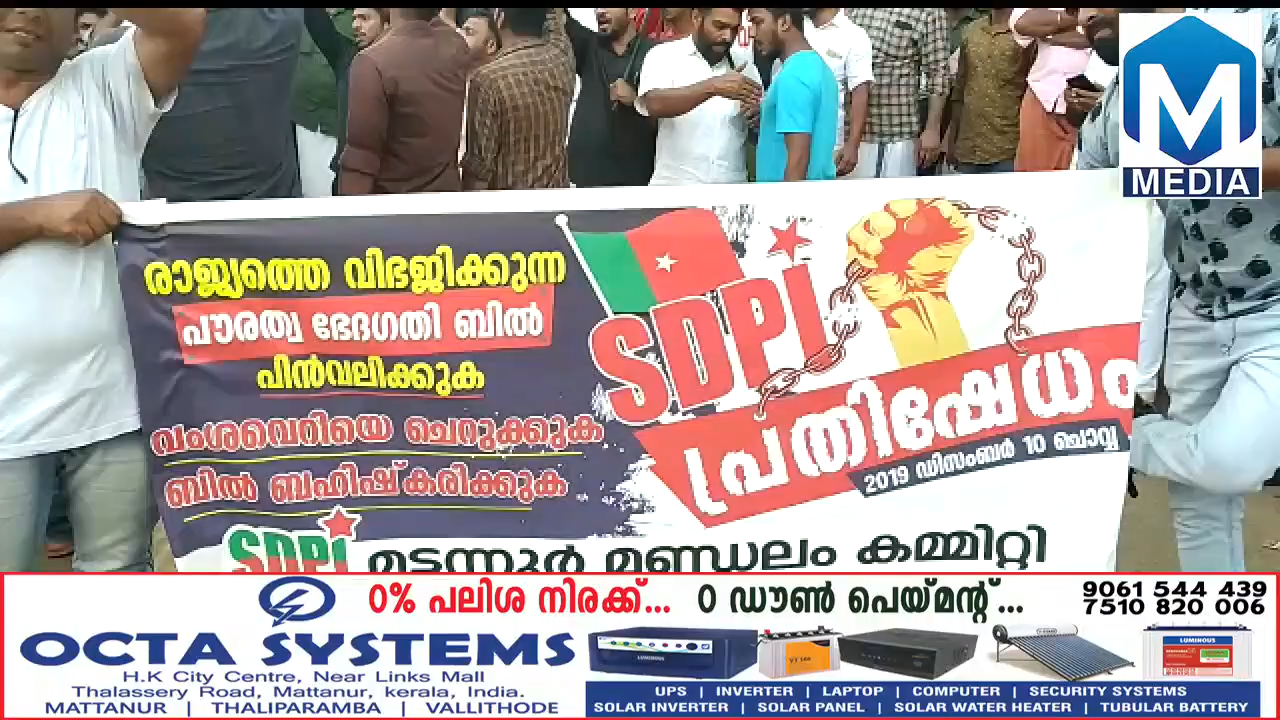 M
MEDIA
രാജ്യത്തെ വിഭജിക്കുന്ന
പൗരത്വ ഭേദഗതി ബിൽ
പിൻവലിക്കുക
വംശവെറിയെ ചെറുക്കുക
ബിൽ ബഹിഷ്കരിക്കുക
SDPI
പ്രതിഷേധം
2019 ഡിസംബർ 10 ചൊവ്വ
SDPI മട്ടന്നൂർ മണ്ഡലം കമ്മിറ്റി
0% പലിശ നിരക്ക്... 0 ഡൗൺ പെയ്മന്റ്...
9061 544 439
7510 820 006
OCTA SYSTEMS
H.K City Centre, Near Links Mall
Thalassery Road, Mattanur, kerala, India.
MATTANUR | THALIPARAMBA | VALLITHODE
LUMINOUS
LUMINOUS
UPS | INVERTER | LAPTOP | COMPUTER | SECURITY SYSTEMS
SOLAR INVERTER | SOLAR PANEL | SOLAR WATER HEATER | TUBULAR BATTERY